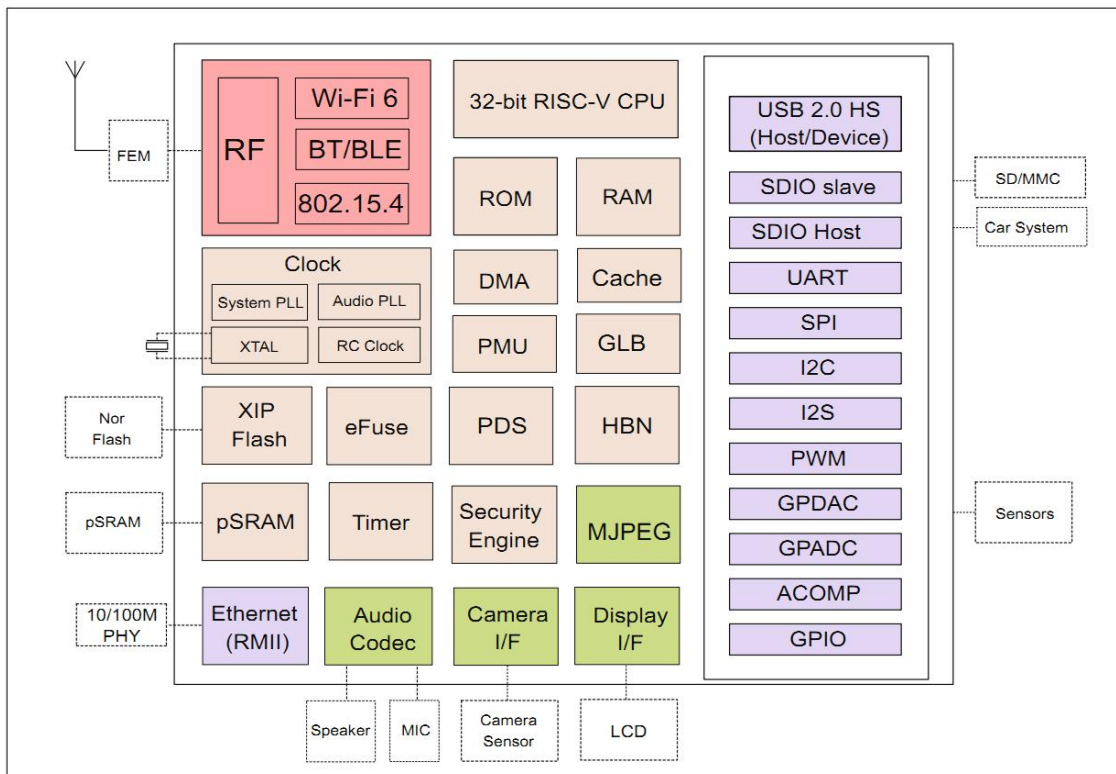 FEM
RF
Wi-Fi 6
BT/BLE
802.15.4
32-bit RISC-V CPU
ROM
RAM
Clock
System PLL
Audio PLL
XTAL
RC Clock
DMA
Cache
PMU
GLB
Nor
Flash
XIP
Flash
eFuse
PDS
HBN
pSRAM
pSRAM
Timer
Security
Engine
MJPEG
10/100M
PHY
Ethernet
(RMII)
Audio
Codec
Camera
I/F
Display
I/F
Speaker
MIC
Camera
Sensor
LCD
USB 2.0 HS
(Host/Device)
SDIO slave
SDIO Host
UART
SPI
I2C
I2S
PWM
GPDAC
GPADC
ACOMP
GPIO
SD/MMC
Car System
Sensors